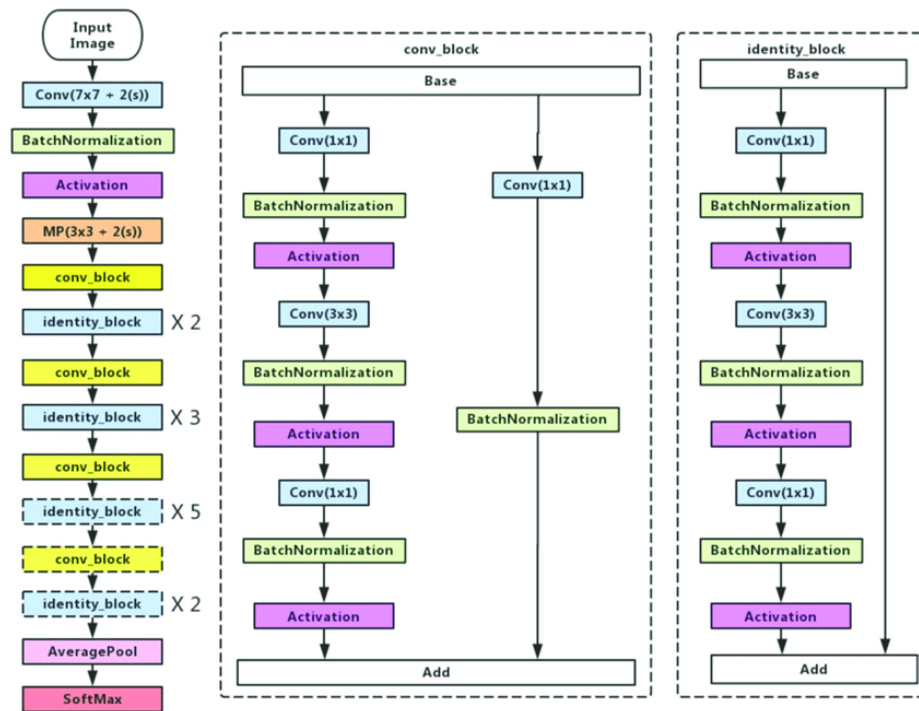 Input
Image
Conv(7x7 + 2(s))
BatchNormalization
Activation
MP(3x3 + 2(s))
conv_block
identity_block X 2
conv_block
identity_block X 3
conv_block
identity_block X 5
conv_block
identity_block X 2
AveragePool
SoftMax
conv_block
Base
Conv(1x1)
BatchNormalization
Activation
Conv(3x3)
BatchNormalization
Activation
Conv(1x1)
BatchNormalization
Activation
Conv(1x1)
BatchNormalization
Add
identity_block
Base
Conv(1x1)
BatchNormalization
Activation
Conv(3x3)
BatchNormalization
Activation
Conv(1x1)
BatchNormalization
Activation
Add